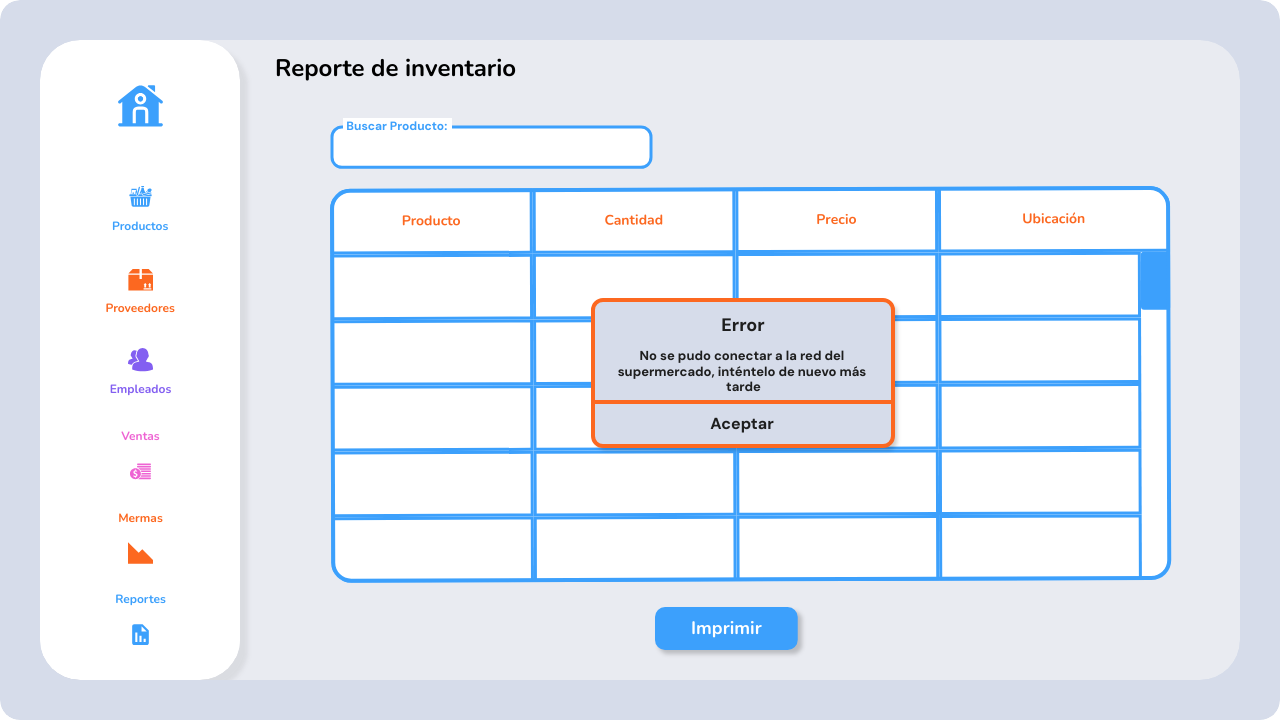 Reporte de inventario
Buscar Producto:
Productos
Proveedores
Empleados
Ventas
Mermas
Reportes
Producto Cantidad Precio Ubicación
Error
No se pudo conectar a la red del
supermercado, inténtelo de nuevo más
tarde
Aceptar
Imprimir